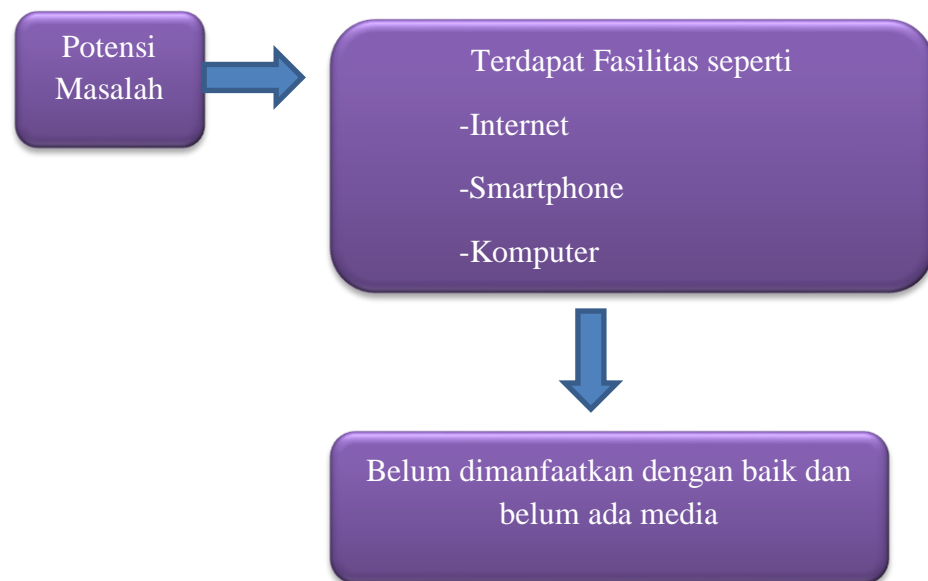 Potensi
Masalah
Terdapat Fasilitas seperti
-Internet
-Smartphone
-Komputer
Belum dimanfaatkan dengan baik dan
belum ada media